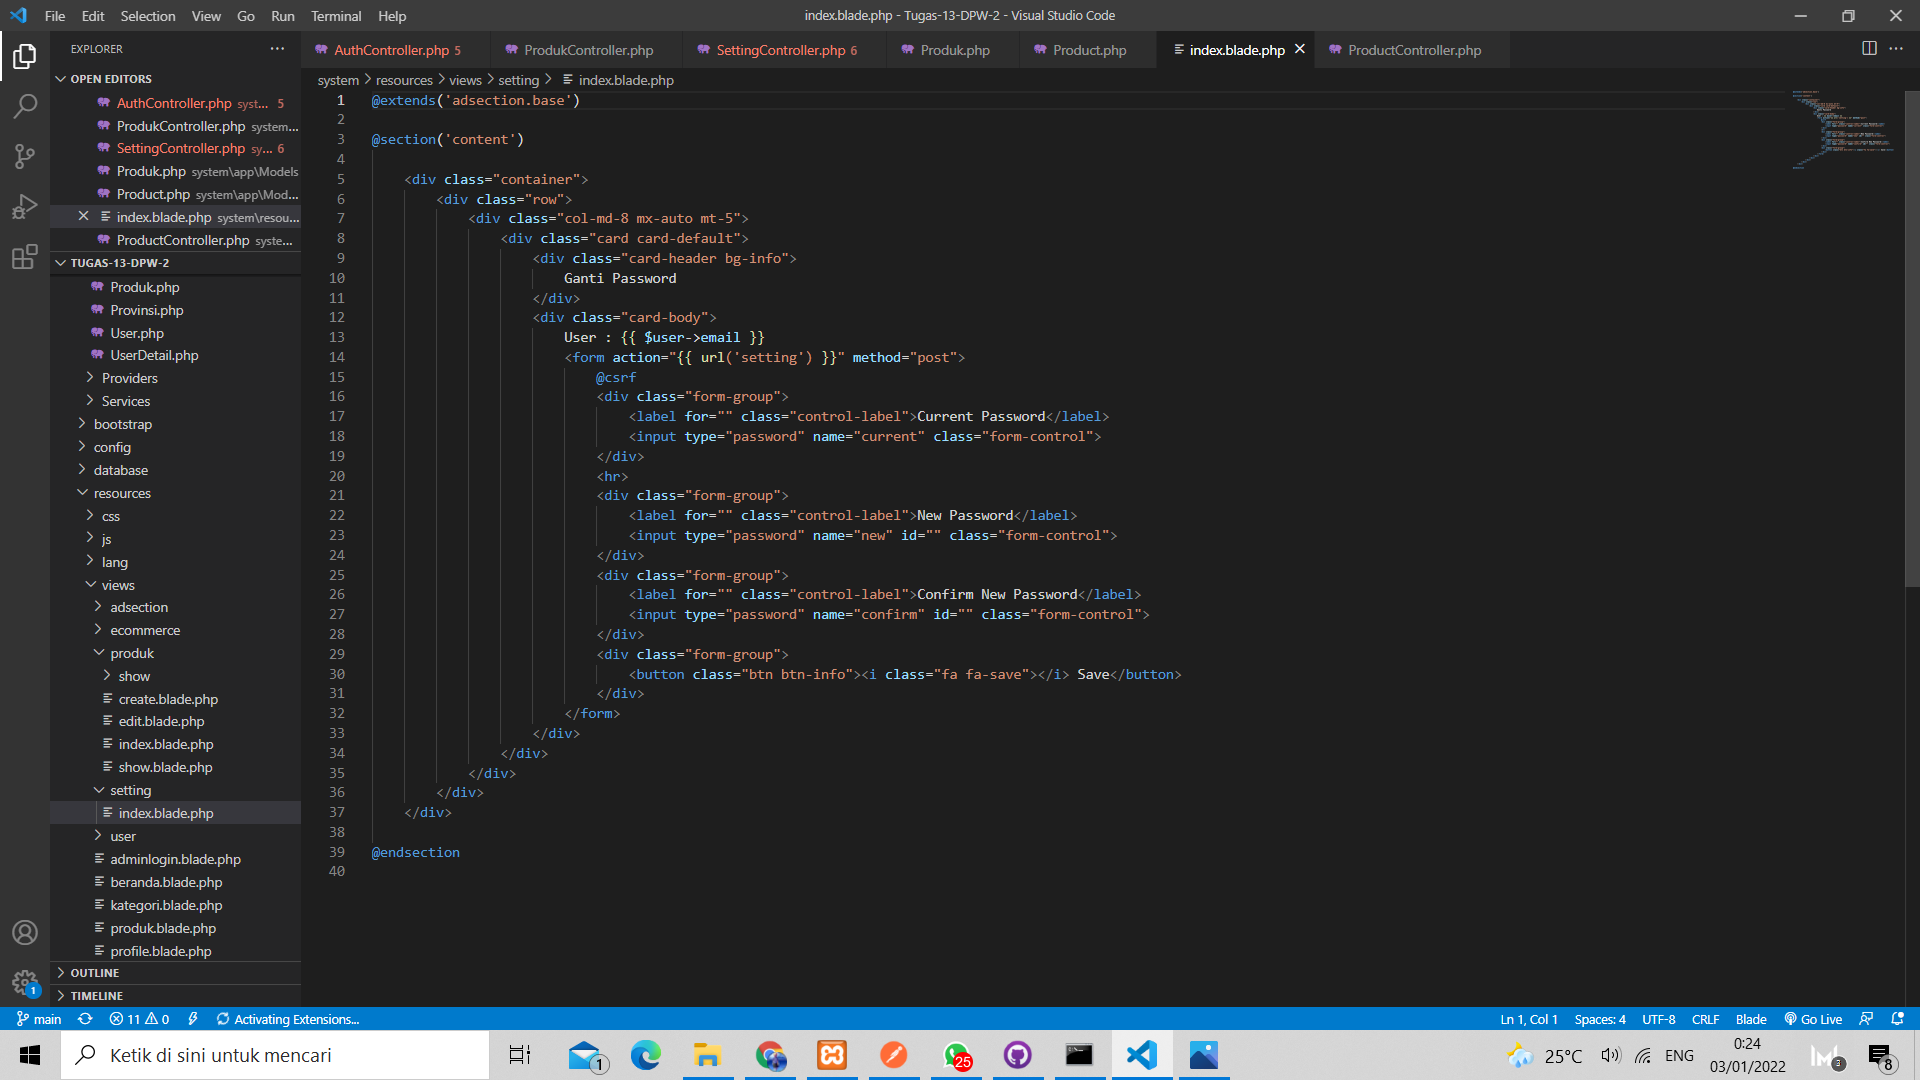 File Edit Selection View Go Run Terminal Help
index.blade.php - Tugas-13-DPW-2 - Visual Studio Code
EXPLORER
AuthController.php 5
ProdukController.php
SettingController.php 6
Produk.php
Product.php
index.blade.php
ProductController.php
OPEN EDITORS
AuthController.php syst... 5
ProdukController.php system...
SettingController.php sy... 6
Produk.php system\app\Models
Product.php system\app\Mod...
index.blade.php system\resou...
ProductController.php syste...
TUGAS-13-DPW-2
Produk.php
Provinsi.php
User.php
UserDetail.php
Providers
Services
bootstrap
config
database
resources
css
js
lang
views
adsection
ecommerce
produk
show
create.blade.php
edit.blade.php
index.blade.php
show.blade.php
setting
index.blade.php
user
adminlogin.blade.php
beranda.blade.php
kategori.blade.php
produk.blade.php
profile.blade.php
OUTLINE
TIMELINE
system > resources > views > setting > index.blade.php
1 @extends('adsection.base')
2
3 @section('content')
4
5 <div class="container">
6 <div class="row">
7 <div class="col-md-8 mx-auto mt-5">
8 <div class="card card-default">
9 <div class="card-header bg-info">
10 Ganti Password
11 </div>
12 <div class="card-body">
13 User : {{ $user->email }}
14 <form action="{{ url('setting') }}" method="post">
15 @csrf
16 <div class="form-group">
17 <label for="" class="control-label">Current Password</label>
18 <input type="password" name="current" class="form-control">
19 </div>
20 <hr>
21 <div class="form-group">
22 <label for="" class="control-label">New Password</label>
23 <input type="password" name="new" id="" class="form-control">
24 </div>
25 <div class="form-group">
26 <label for="" class="control-label">Confirm New Password</label>
27 <input type="password" name="confirm" id="" class="form-control">
28 </div>
29 <div class="form-group">
30 <button class="btn btn-info"><i class="fa fa-save"></i> Save</button>
31 </div>
32 </form>
33 </div>
34 </div>
35 </div>
36 </div>
37 </div>
38
39 @endsection
40
1
main 11 0 Activating Extensions...
Ln 1, Col 1 Spaces: 4 UTF-8 CRLF Blade Go Live
Ketik di sini untuk mencari
1
25
25°C
ENG
0:24
03/01/2022
3
8